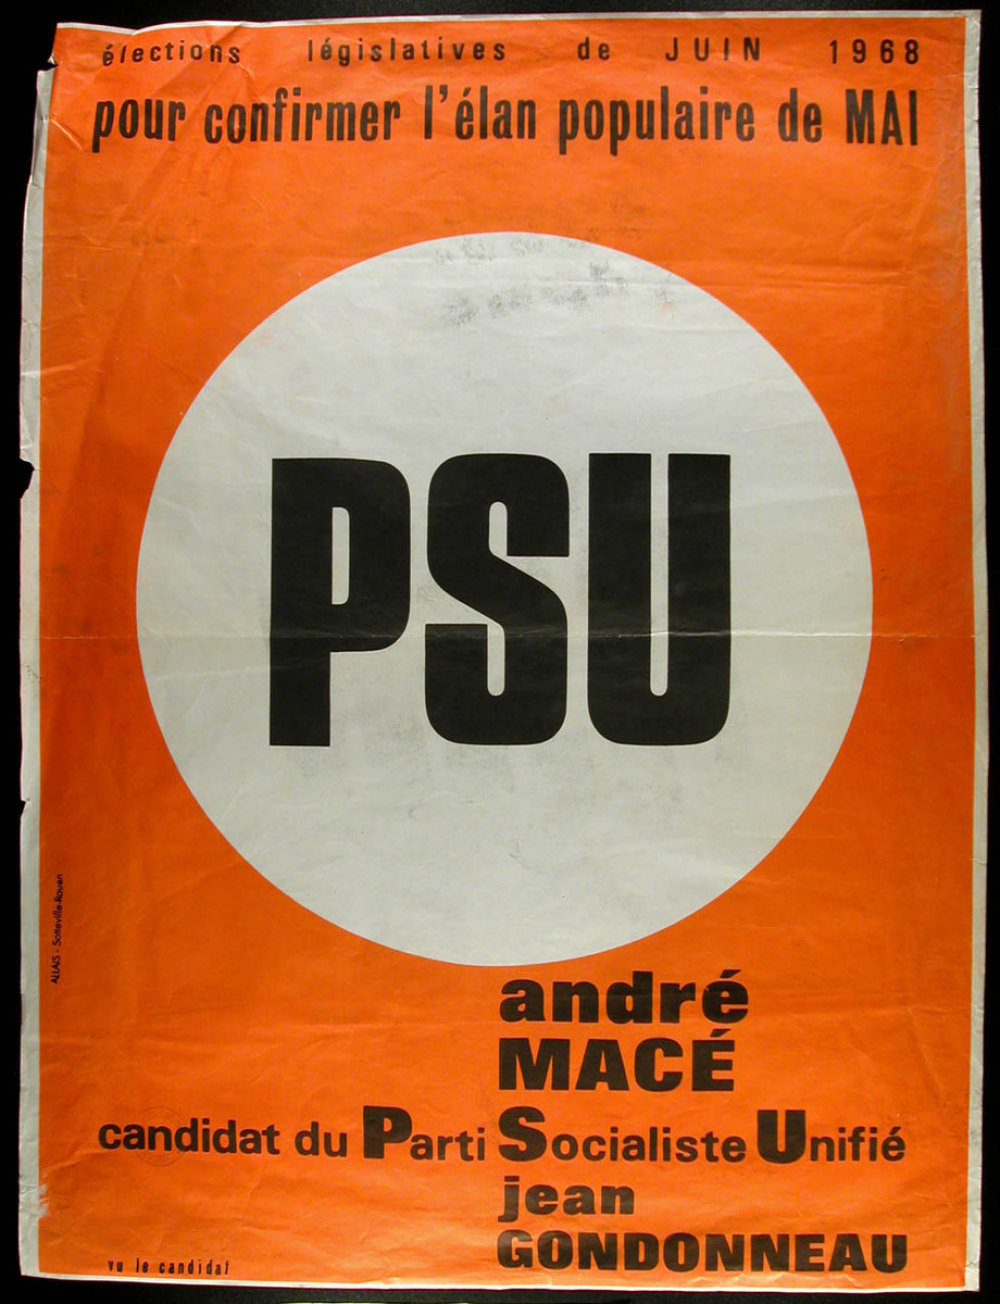 élections législatives de JUIN 1968
pour confirmer l'élan populaire de MAI
PSU
andré
MACÉ
candidat du Parti Socialiste Unifié
jean
GONDONNEAU
vu le candidat
ALLAIS - Sotteville-Rouen